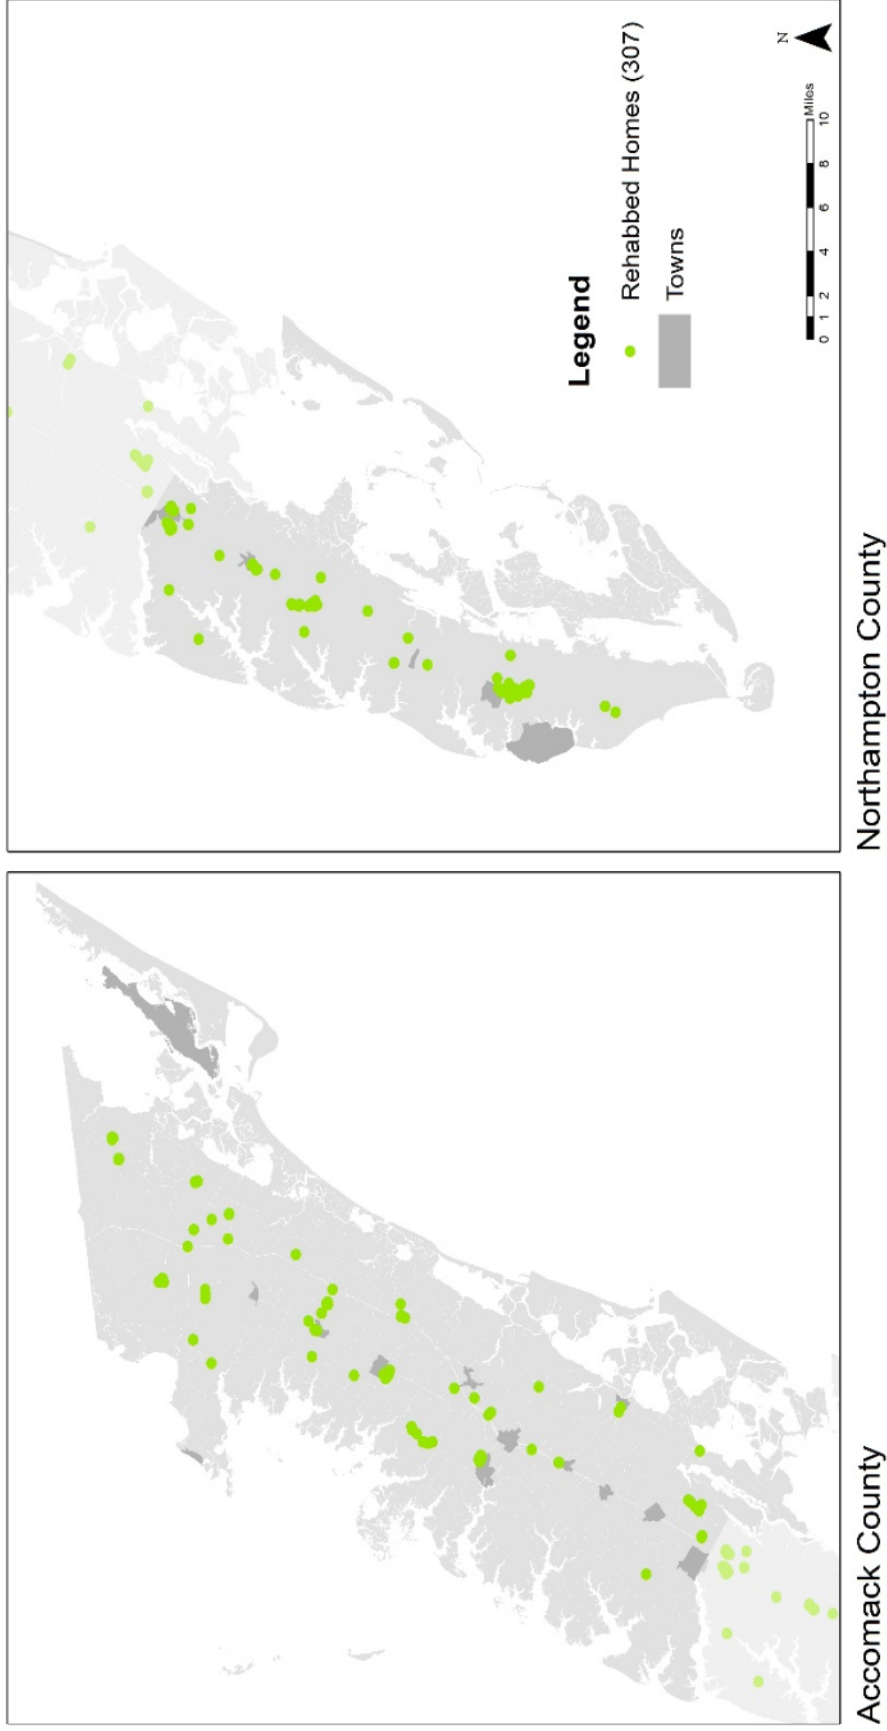 Accomack County
Northampton County
Legend
Rehabbed Homes (307)
Towns
N
Miles
0 1 2 4 6 8 10